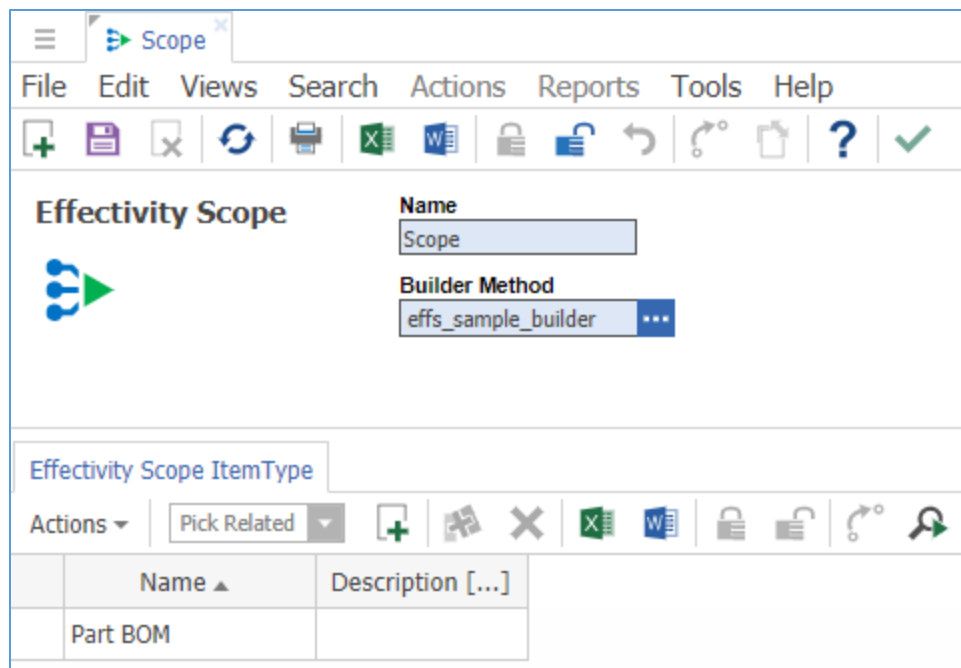 Scope
File Edit Views Search Actions Reports Tools Help
Effectivity Scope
Name
Scope
Builder Method
effs_sample_builder
Effectivity Scope ItemType
Actions Pick Related
Name Description [...]
Part BOM